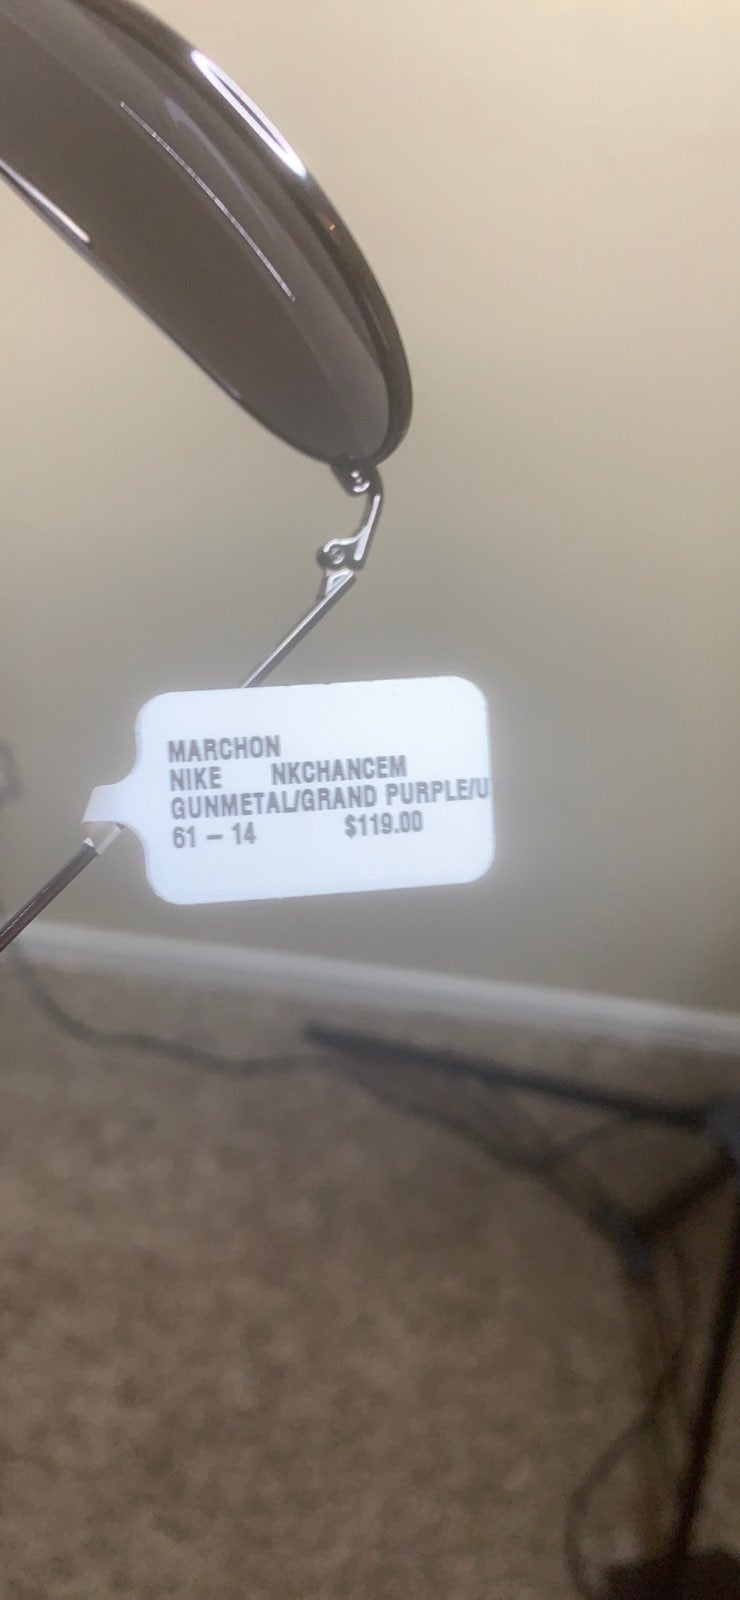 MARCHON
NIKE NKCHANCEM
GUNMETAL/GRAND PURPLE/U
61 – 14 $119.00